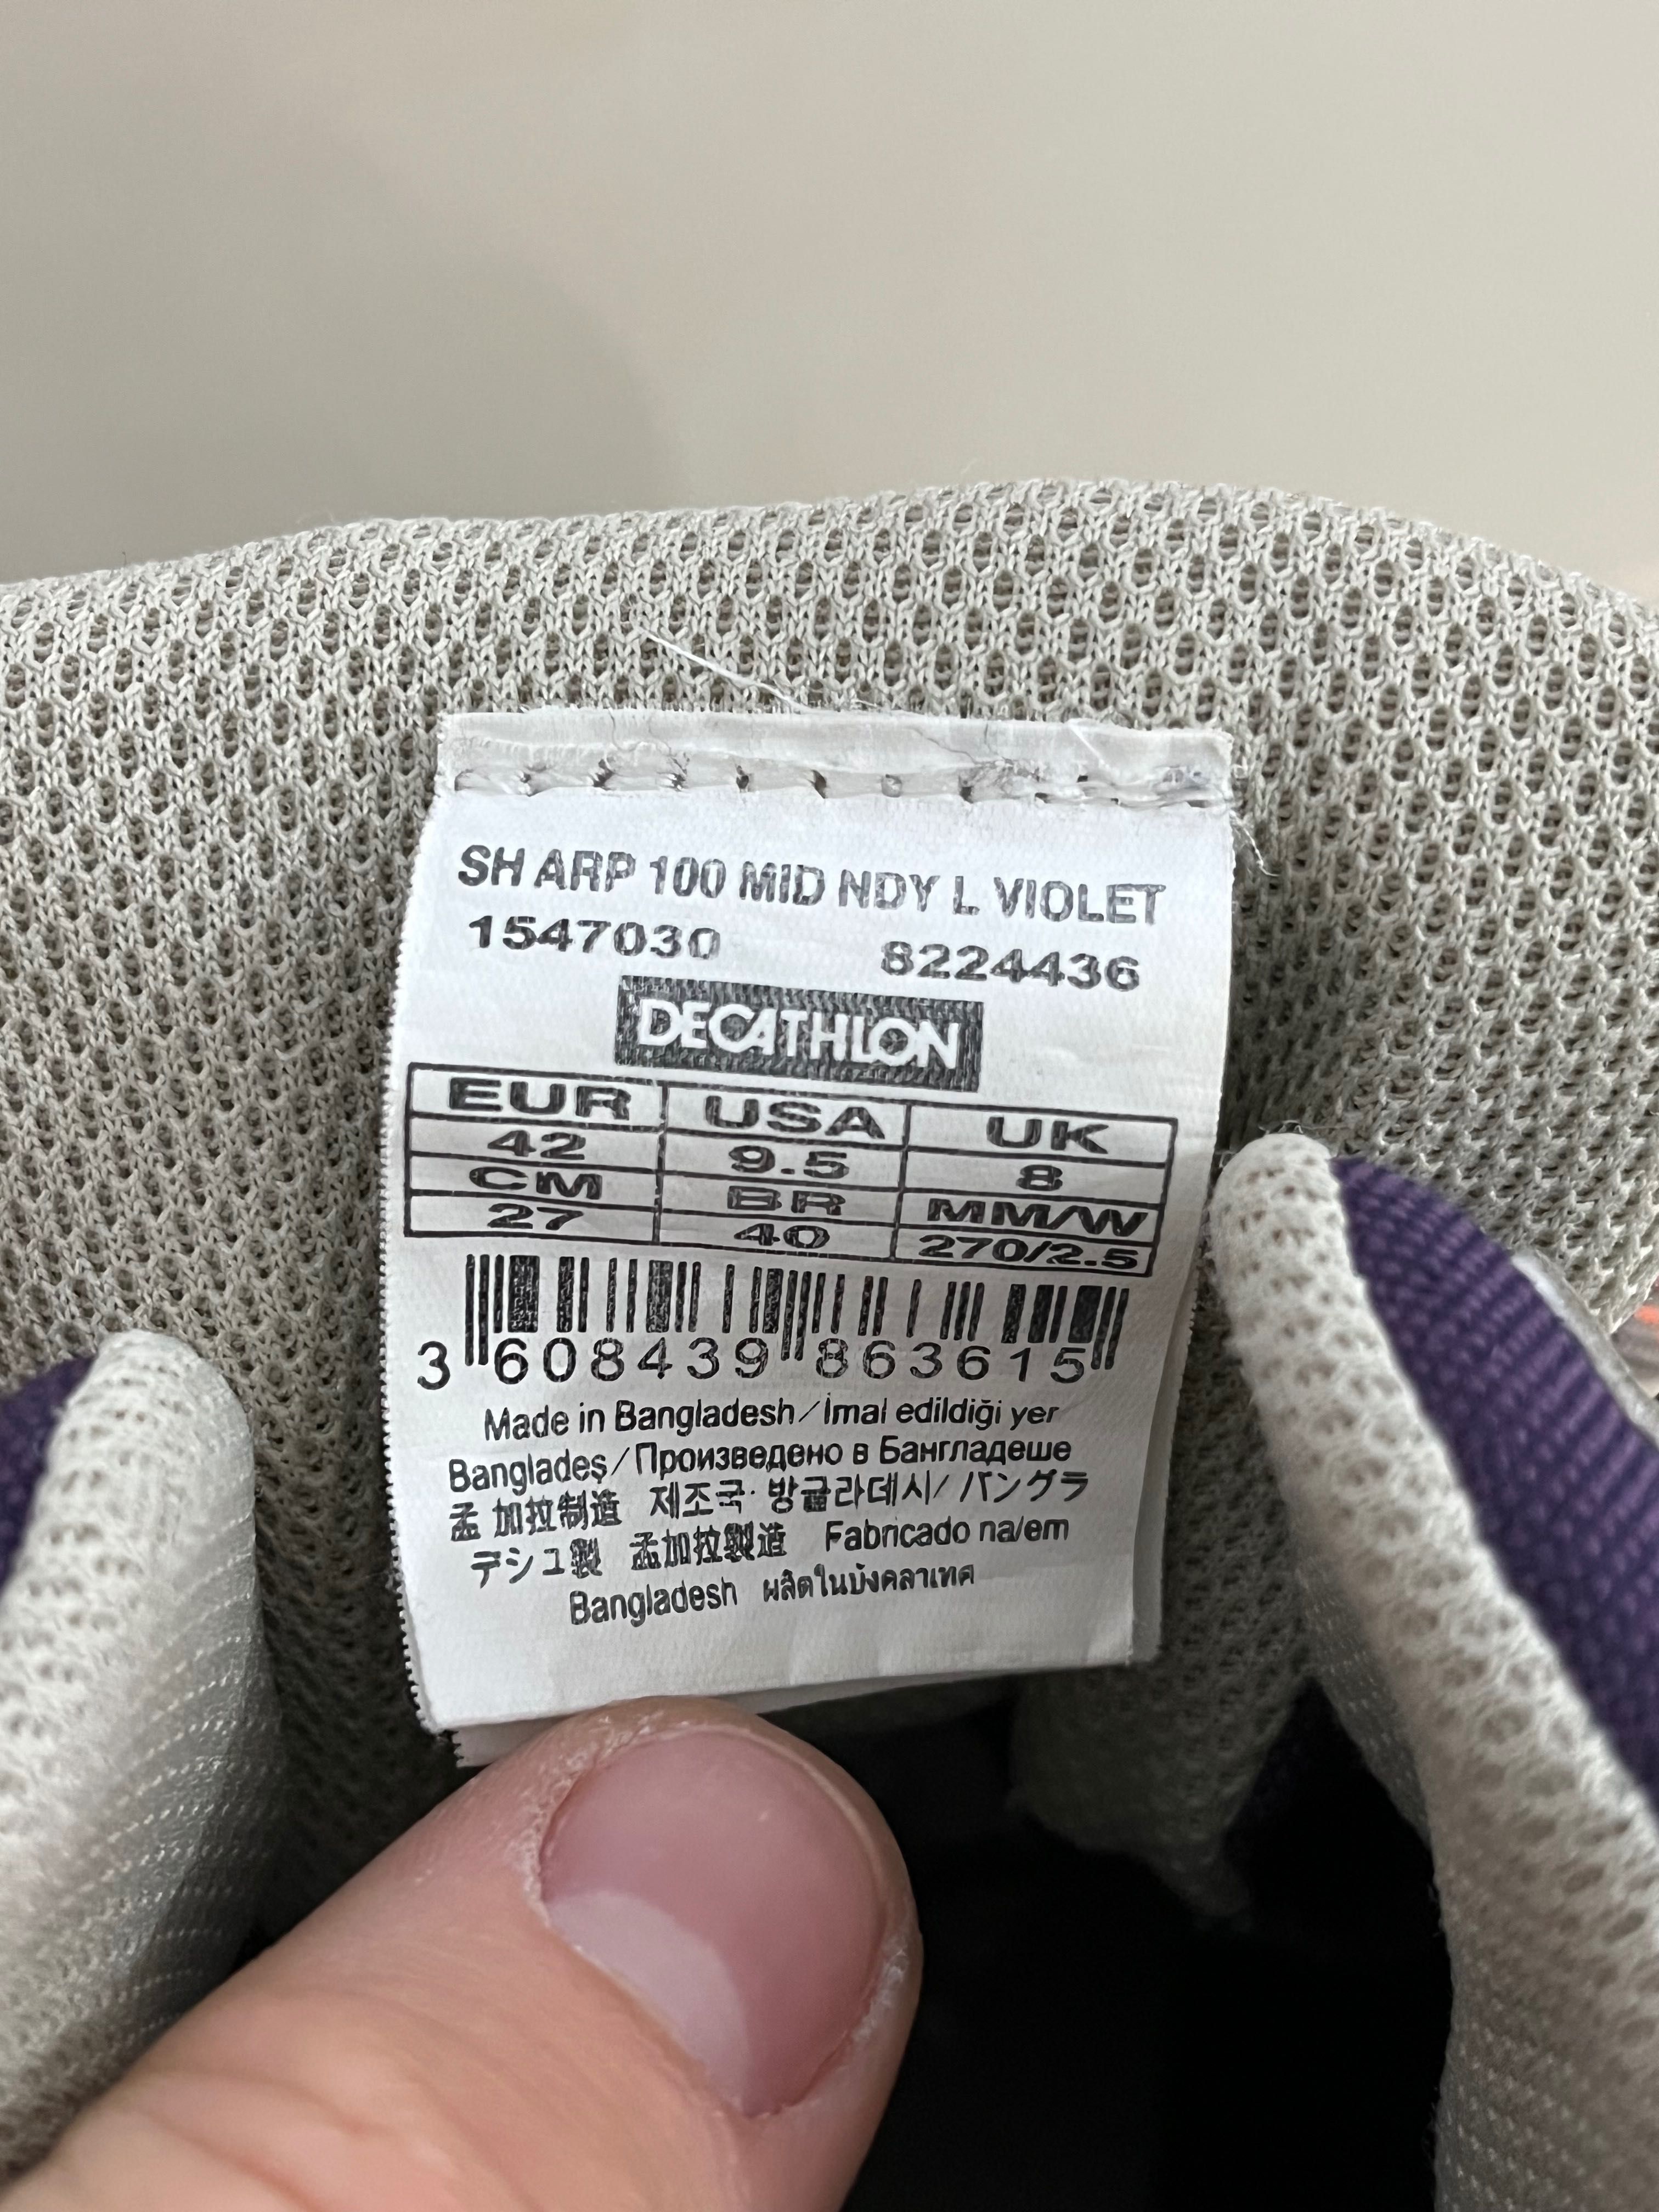 SHARP 100 MID NDY L VIOLET
1547030 8224436
DECATHLON
EUR USA UK
42 9.5 8
CM BR MM/W
27 40 270/2.5
3 608439 863615
Made in Bangladesh/İmal edildiği yer
Bangladeş/Произведено в Бангладеше
孟加拉制造 제조국: 방글라데시/バングラ
デシュ製 孟加拉製造 Fabricado na/em
Bangladesh ผลิตในบังคลาเทศ